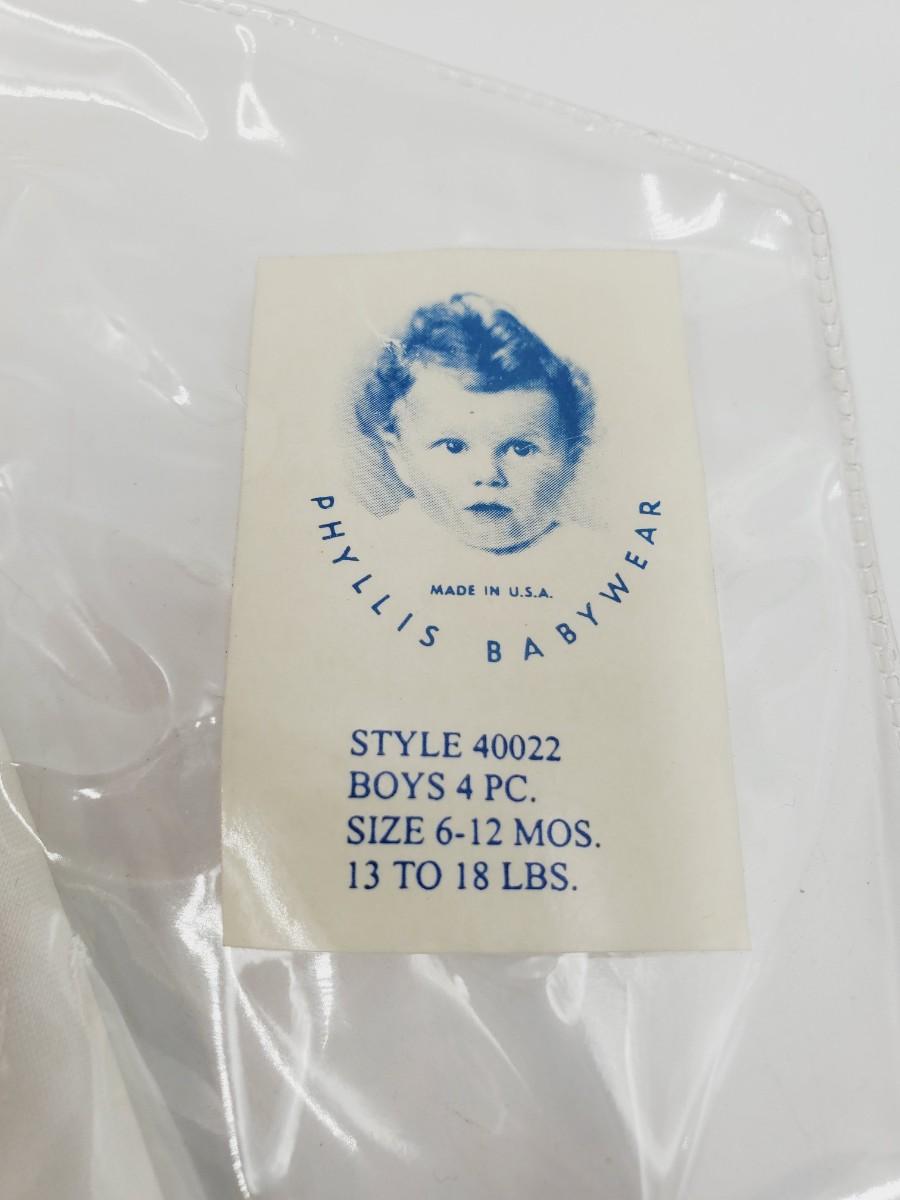 MADE IN U.S.A.
PHYLLIS BABYWEAR
STYLE 40022
BOYS 4 PC.
SIZE 6-12 MOS.
13 TO 18 LBS.